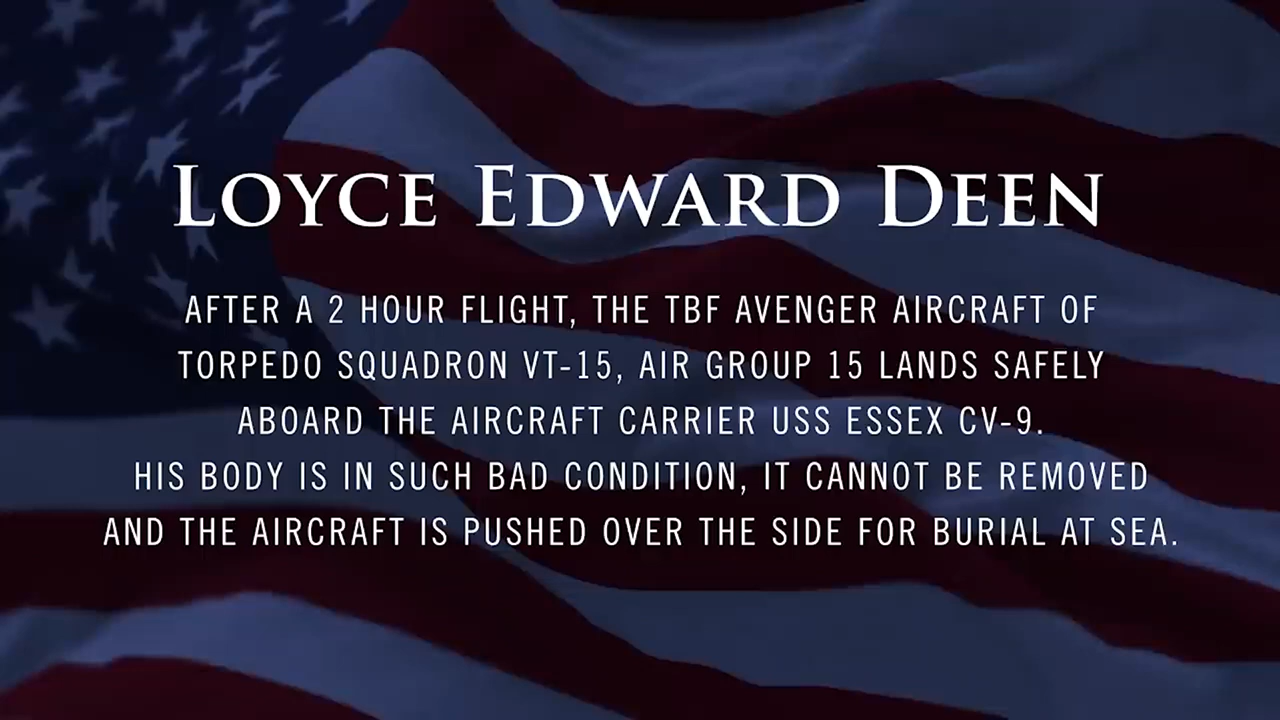 LOYCE EDWARD DEEN
AFTER A 2 HOUR FLIGHT, THE TBF AVENGER AIRCRAFT OF
TORPEDO SQUADRON VT-15, AIR GROUP 15 LANDS SAFELY
ABOARD THE AIRCRAFT CARRIER USS ESSEX CV-9.
HIS BODY IS IN SUCH BAD CONDITION, IT CANNOT BE REMOVED
AND THE AIRCRAFT IS PUSHED OVER THE SIDE FOR BURIAL AT SEA.